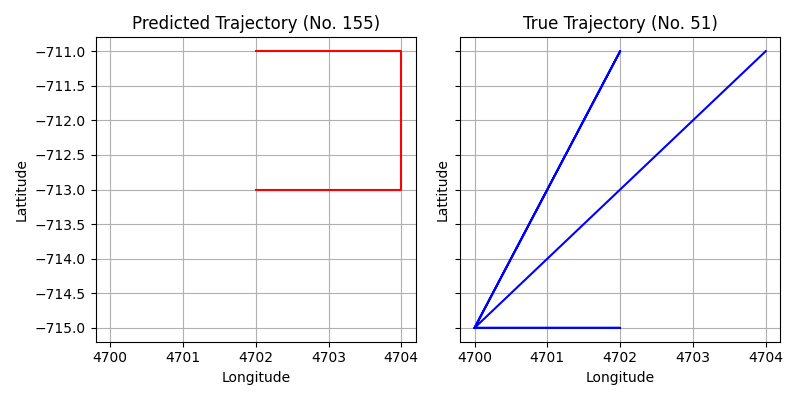 Predicted Trajectory (No. 155)
True Trajectory (No. 51)
−711.0
−711.5
−712.0
−712.5
−713.0
−713.5
−714.0
−714.5
−715.0
Lattitude
Lattitude
4700 4701 4702 4703 4704
4700 4701 4702 4703 4704
Longitude
Longitude